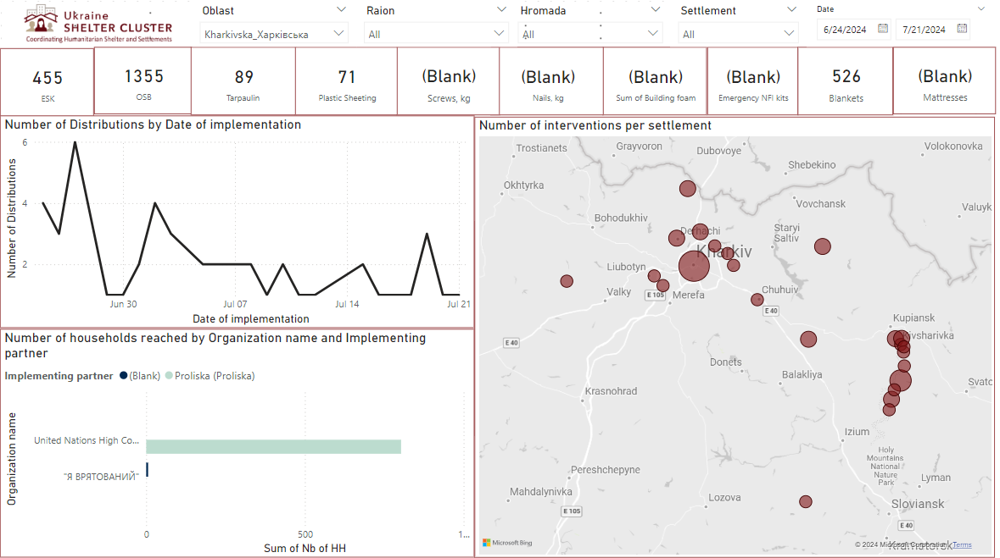 Ukraine
SHELTER CLUSTER
Coordinating Humanitarian Shelter and Settlements
Oblast
Kharkivska_Харківська
Raion
All
Hromada
All
Settlement
All
Date
6/24/2024
7/21/2024
455
ESK
1355
OSB
89
Tarpaulin
71
Plastic Sheeting
(Blank)
Screws, kg
(Blank)
Nails, kg
(Blank)
Sum of Building foam
(Blank)
Emergency NFI kits
526
Blankets
(Blank)
Mattresses
Number of Distributions by Date of implementation
Number of Distributions
6
4
2
Jun 30
Jul 07
Jul 14
Jul 21
Date of implementation
Number of households reached by Organization name and Implementing
partner
Implementing partner
(Blank)
Proliska (Proliska)
Organization name
United Nations High Co...
"Я ВРЯТОВАНИЙ"
0
500
1...
Sum of Nb of HH
Number of interventions per settlement
Trostianets
Grayvoron
Dubovoye
Volokonovka
Shebekino
Okhtyrka
Vovchansk
Valuyk
Bohodukhiv
Derhachi
Staryi
Saltiv
Kharkiv
Liubotyn
Valky
E 105
Merefa
Chuhuiv
E 40
Kupiansk
Kivsharivka
E 40
Donets
Balakliya
Svato
Krasnohrad
Izium
Holy
Mountains
National
Nature
Park
Pereshchepyne
Lyman
Mahdalynivka
Lozova
Sloviansk
E 105
E 40
Kramatorsk
Microsoft Bing
© 2024 Microsoft Corporation
Terms